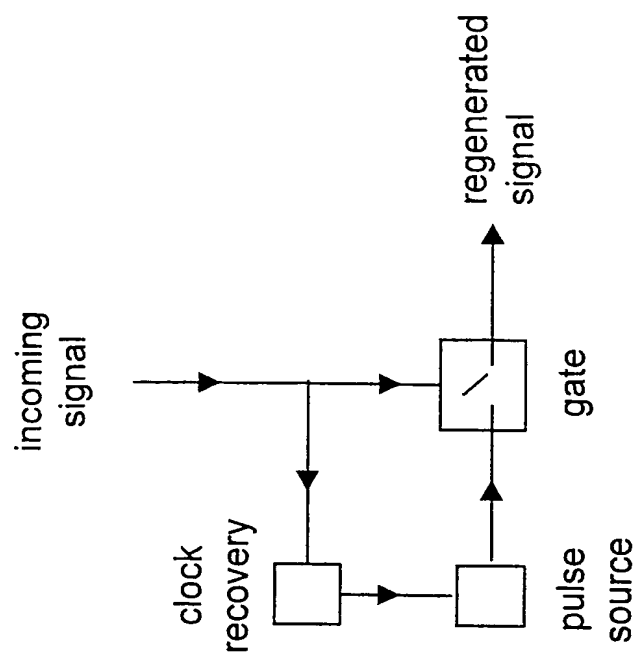 incoming
signal
clock
recovery
pulse
source
gate
regenerated
signal